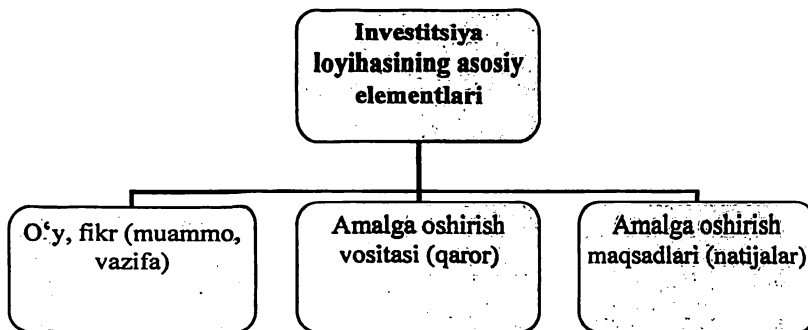 Investitsiya
loyihasining asosiy
elementlari
O‘y, fikr (muammo,
vazifa)
Amalga oshirish
vositasi (qaror)
Amalga oshirish
maqsadlari (natijalar)